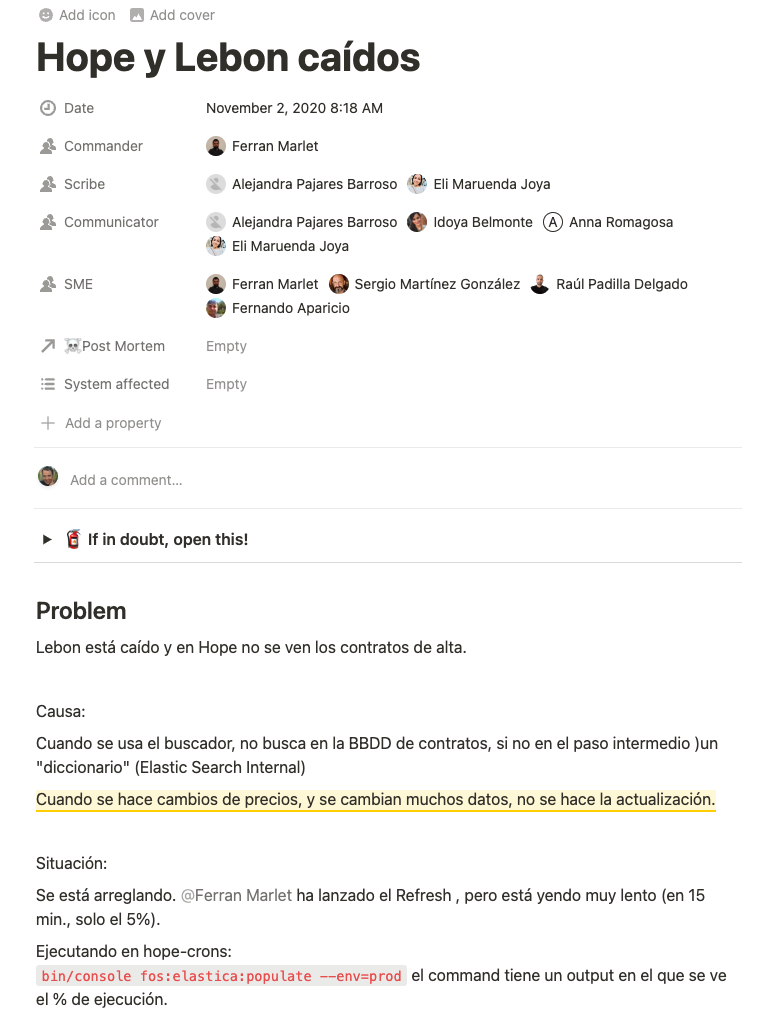 Add icon Add cover
Hope y Lebon caídos
Date November 2, 2020 8:18 AM
Commander Ferran Marlet
Scribe Alejandra Pajares Barroso Eli Maruenda Joya
Communicator Alejandra Pajares Barroso Idoya Belmonte A Anna Romagosa
Eli Maruenda Joya
SME Ferran Marlet Sergio Martínez González Raúl Padilla Delgado
Fernando Aparicio
☠️Post Mortem Empty
System affected Empty
Add a property
Add a comment...
🧯 If in doubt, open this!
Problem
Lebon está caído y en Hope no se ven los contratos de alta.
Causa:
Cuando se usa el buscador, no busca en la BBDD de contratos, si no en el paso intermedio )un
"diccionario" (Elastic Search Internal)
Cuando se hace cambios de precios, y se cambian muchos datos, no se hace la actualización.
Situación:
Se está arreglando. @Ferran Marlet ha lanzado el Refresh , pero está yendo muy lento (en 15
min., solo el 5%).
Ejecutando en hope-crons:
bin/console fos:elastica:populate --env=prod el command tiene un output en el que se ve
el % de ejecución.